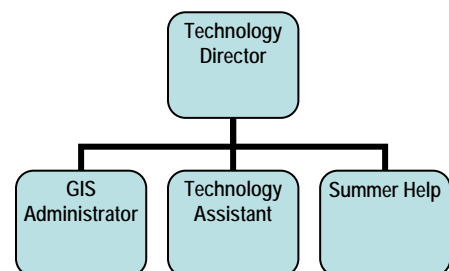 Technology
Director
GIS
Administrator
Technology
Assistant
Summer Help